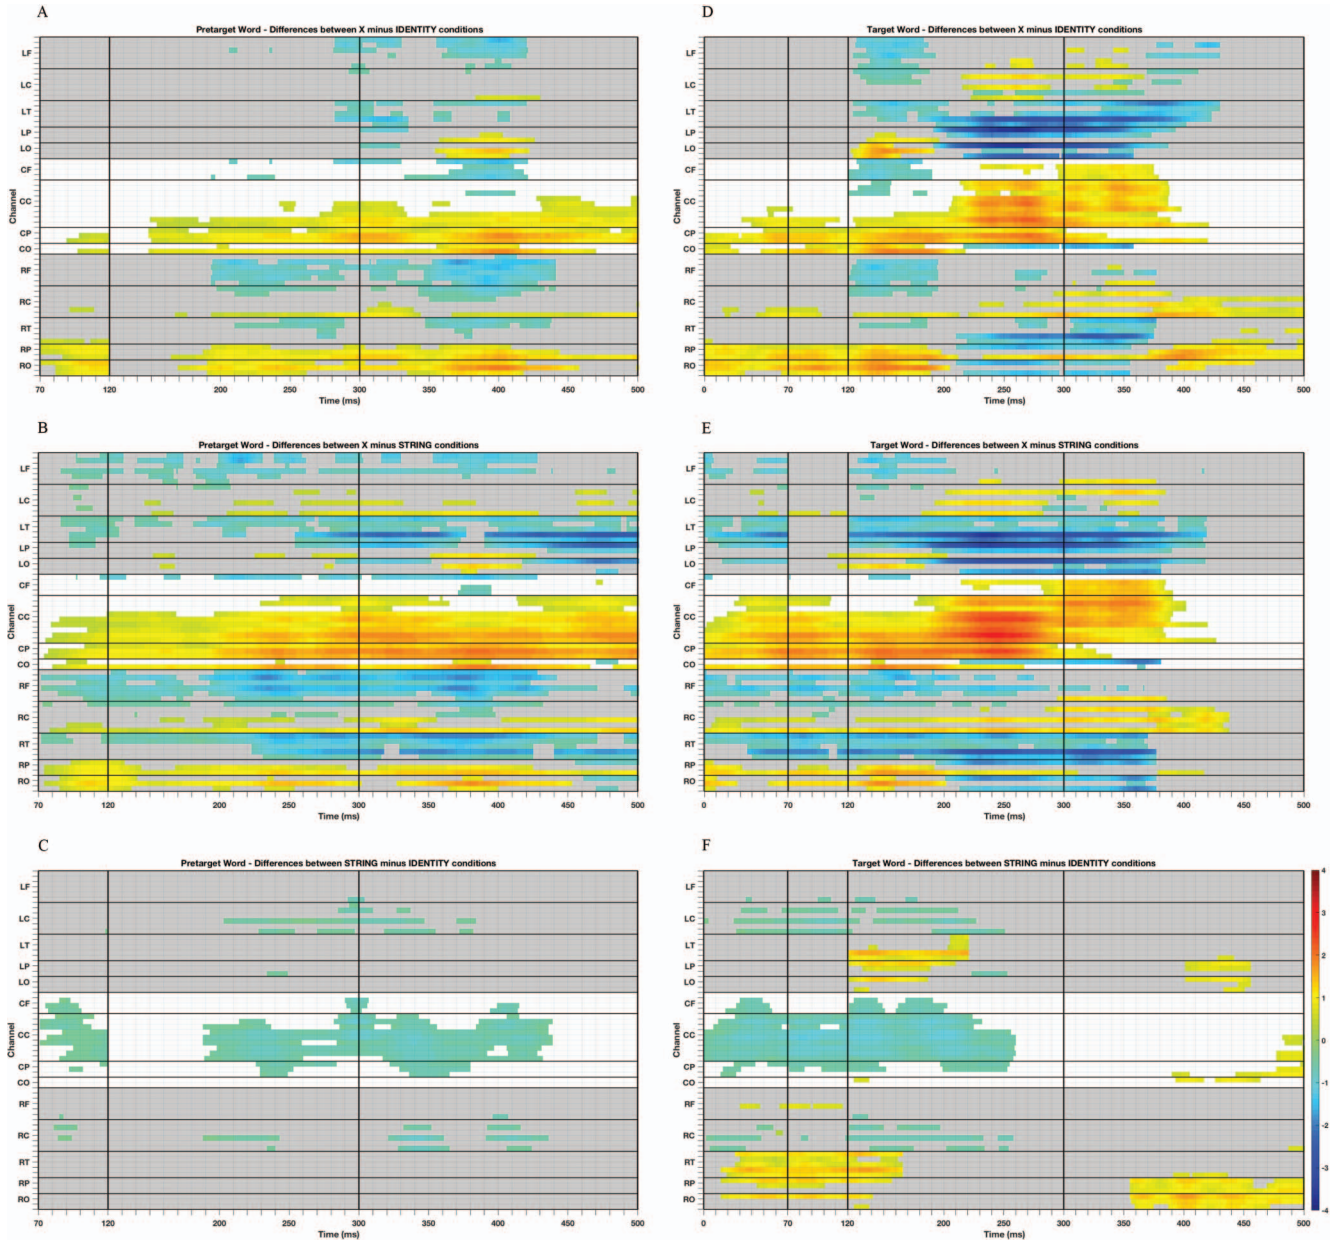 A
Pretarget Word - Differences between X minus IDENTITY conditions
Channel
LF
LC
LT
LP
LO
CF
CC
CP
CO
RF
RC
RT
RP
RO
70 120 200 250 300 350 400 450 500
Time (ms)
D
Target Word - Differences between X minus IDENTITY conditions
Channel
LF
LC
LT
LP
LO
CF
CC
CP
CO
RF
RC
RT
RP
RO
0 70 120 200 300 400 500
Time (ms)
B
Pretarget Word - Differences between X minus STRING conditions
Channel
LF
LC
LT
LP
LO
CF
CC
CP
CO
RF
RC
RT
RP
RO
70 120 200 250 300 350 400 450 500
Time (ms)
E
Target Word - Differences between X minus STRING conditions
Channel
LF
LC
LT
LP
LO
CF
CC
CP
CO
RF
RC
RT
RP
RO
0 70 120 200 300 400 500
Time (ms)
C
Pretarget Word - Differences between STRING minus IDENTITY conditions
Channel
LF
LC
LT
LP
LO
CF
CC
CP
CO
RF
RC
RT
RP
RO
70 120 200 250 300 350 400 450 500
Time (ms)
F
Target Word - Differences between STRING minus IDENTITY conditions
Channel
LF
LC
LT
LP
LO
CF
CC
CP
CO
RF
RC
RT
RP
RO
0 70 120 200 300 400 500
Time (ms)
4
3
2
1
0
-1
-2
-3
-4